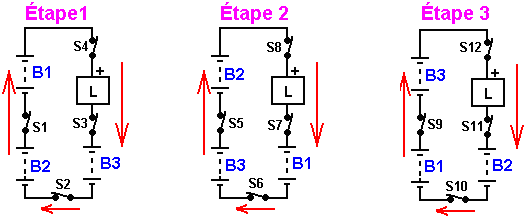 Étape1
S4
B1
+
L
S1
S3
B2
B3
S2
Étape 2
S8
B2
+
L
S5
S7
B3
B1
S6
Étape 3
S12
B3
+
L
S9
S11
B1
B2
S10